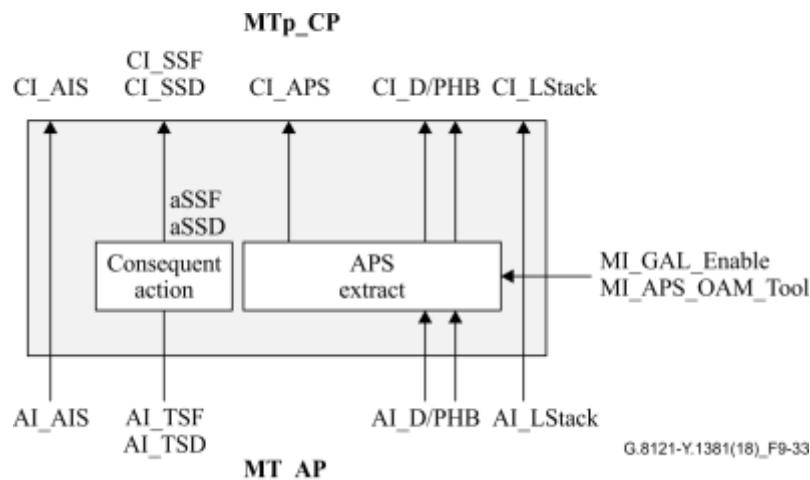 MTp_CP
CI_SSF
CI_AIS CI_SSD CI_APS CI_D/PHB CI_LStack
aSSF
aSSD
Consequent
action
APS
extract
MI_GAL_Enable
MI_APS_OAM_Tool
AI_AIS AI_TSF AI_D/PHB AI_LStack
AI_TSD
G.8121-Y.1381(18)_F9-33
MT_AP